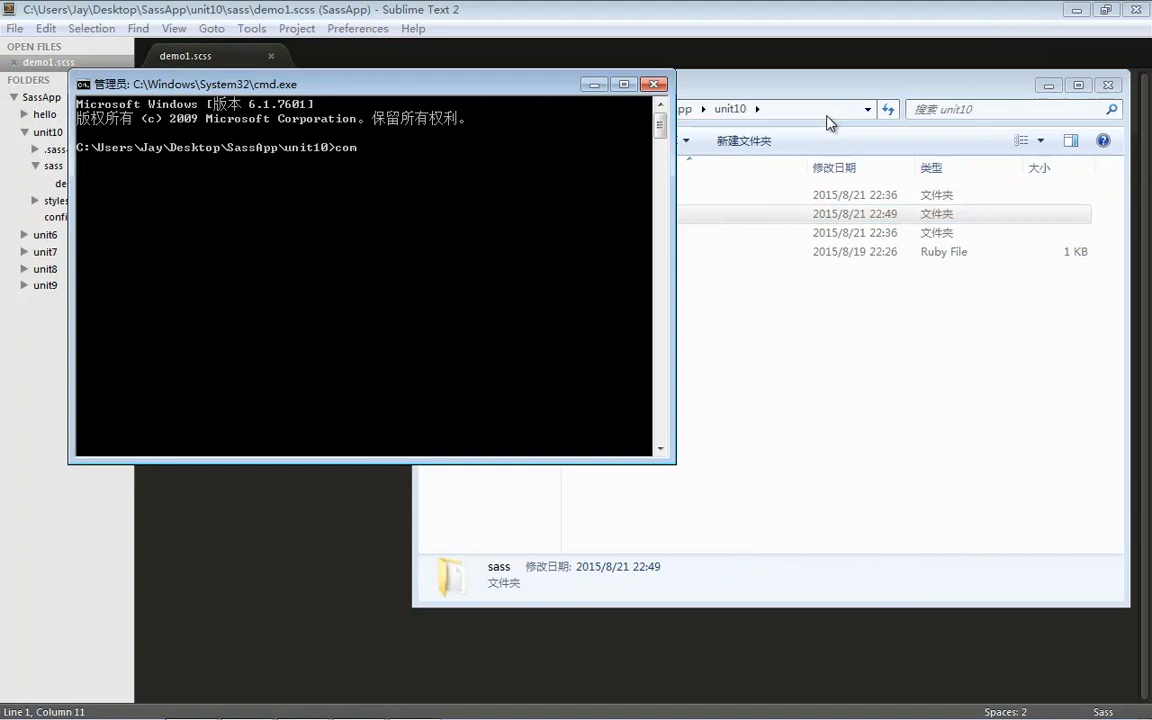 C:\Users\Jay\Desktop\SassApp\unit10\sass\demo1.scss (SassApp) - Sublime Text 2
File Edit Selection Find View Goto Tools Project Preferences Help
OPEN FILES
demo1.scss
demo1.scss
FOLDERS
SassApp
hello
unit10
.sass-
sass
de
styles
confi
unit6
unit7
unit8
unit9
管理员: C:\Windows\System32\cmd.exe
Microsoft Windows [版本 6.1.7601]
版权所有 (c) 2009 Microsoft Corporation。保留所有权利。
C:\Users\Jay\Desktop\SassApp\unit10>com
pp unit10
搜索 unit10
新建文件夹
修改日期 类型 大小
2015/8/21 22:36 文件夹
2015/8/21 22:49 文件夹
2015/8/21 22:36 文件夹
2015/8/19 22:26 Ruby File 1 KB
sass 修改日期: 2015/8/21 22:49
文件夹
Line 1, Column 11
Spaces: 2
Sass